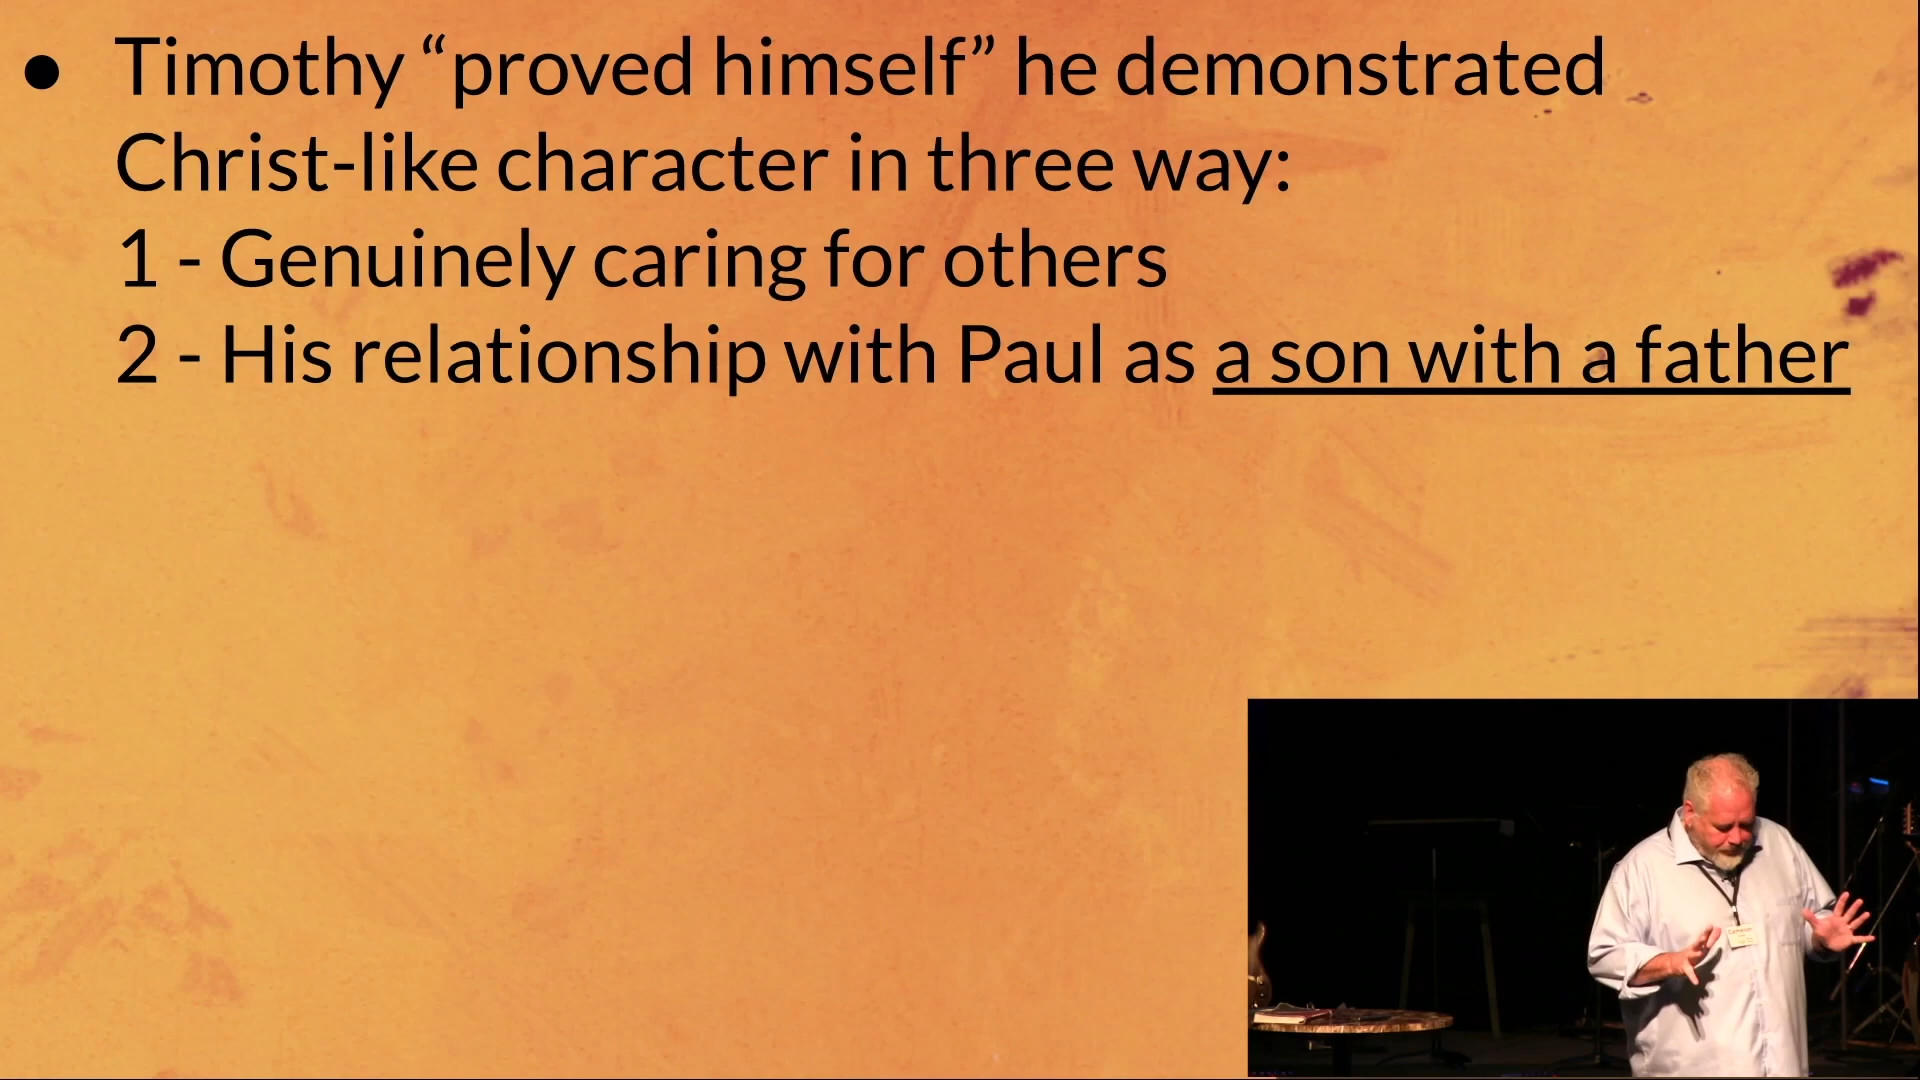 ● Timothy “proved himself” he demonstrated
Christ-like character in three way:
1 - Genuinely caring for others
2 - His relationship with Paul as a son with a father
Cameron